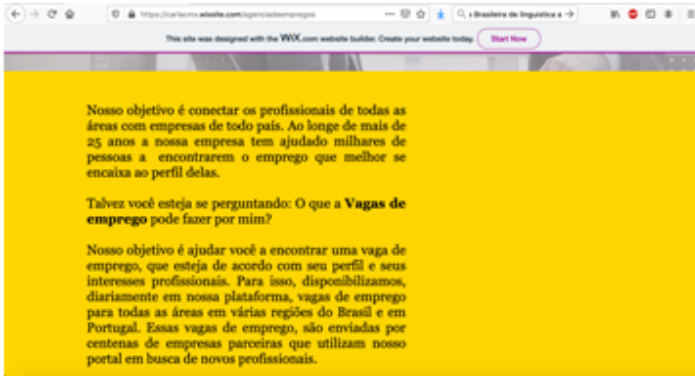 https://carlacms.wixsite.com/agenciadeempregos
Brasileira de linguistica a
This site was designed with the WiX.com website builder. Create your website today. Start Now
Nosso objetivo é conectar os profissionais de todas as
áreas com empresas de todo país. Ao longe de mais de
25 anos a nossa empresa tem ajudado milhares de
pessoas a encontrarem o emprego que melhor se
encaixa ao perfil delas.
Talvez você esteja se perguntando: O que a Vagas de
emprego pode fazer por mim?
Nosso objetivo é ajudar você a encontrar uma vaga de
emprego, que esteja de acordo com seu perfil e seus
interesses profissionais. Para isso, disponibilizamos,
diariamente em nossa plataforma, vagas de emprego
para todas as áreas em várias regiões do Brasil e em
Portugal. Essas vagas de emprego, são enviadas por
centenas de empresas parceiras que utilizam nosso
portal em busca de novos profissionais.